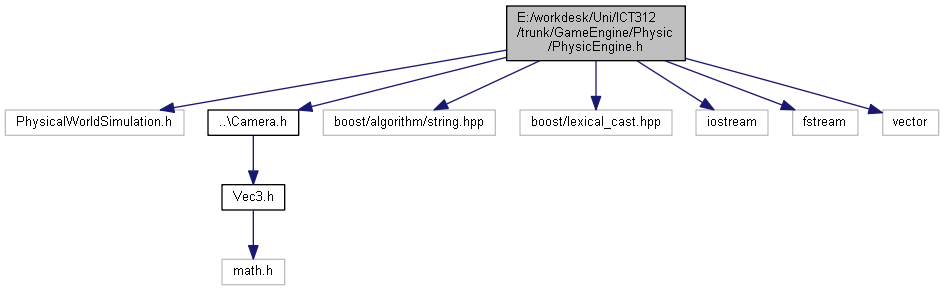 E:/workdesk/Uni/ICT312
/trunk/GameEngine/Physic
/PhysicEngine.h
PhysicalWorldSimulation.h
..\Camera.h
boost/algorithm/string.hpp
boost/lexical_cast.hpp
iostream
fstream
vector
Vec3.h
math.h